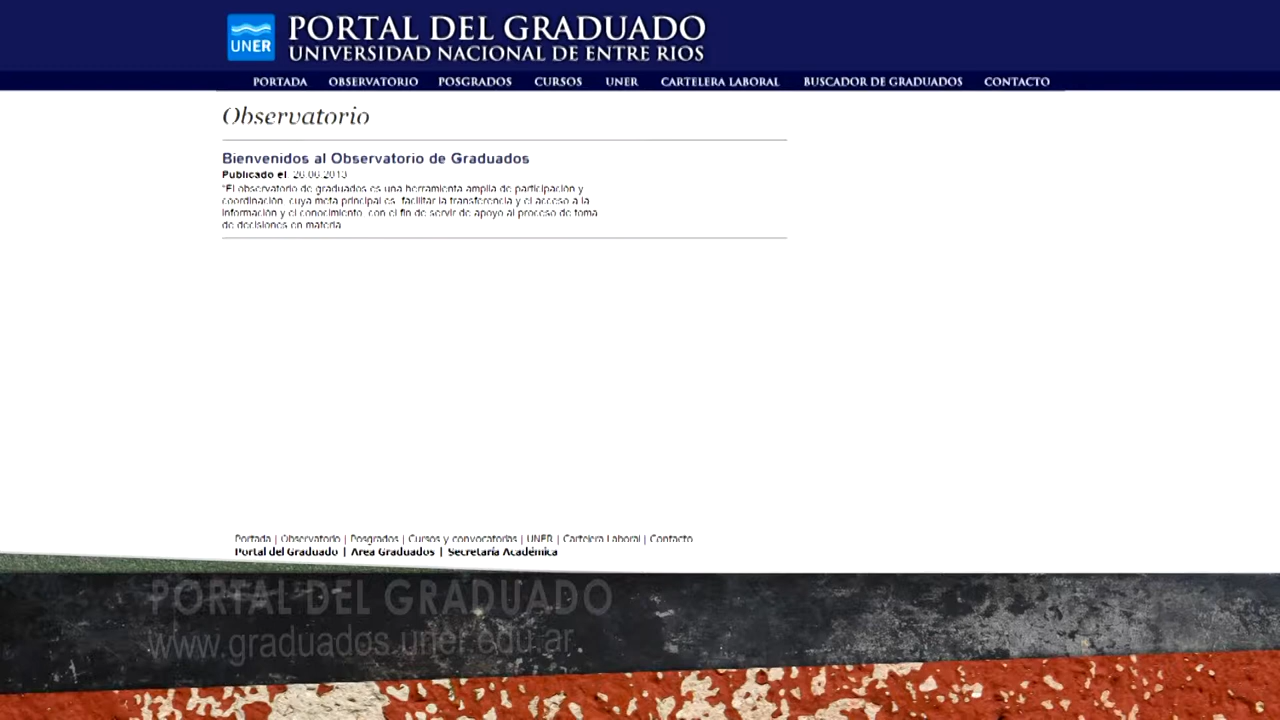 UNER
PORTAL DEL GRADUADO
UNIVERSIDAD NACIONAL DE ENTRE RIOS
PORTADA OBSERVATORIO POSGRADOS CURSOS UNER CARTELERA LABORAL BUSCADOR DE GRADUADOS CONTACTO
Observatorio
Bienvenidos al Observatorio de Graduados
Publicado el: 26.06.2013
"El observatorio de graduados es una herramienta amplia de participación y
coordinación, cuya meta principal es, facilitar la transferencia y el acceso a la
información y el conocimiento, con el fin de servir de apoyo al proceso de toma
de decisiones en materia
Portada | Observatorio | Posgrados | Cursos y convocatorias | UNER | Cartelera Laboral | Contacto
Portal del Graduado | Area Graduados | Secretaría Académica
PORTAL DEL GRADUADO
www.graduados.uner.edu.ar